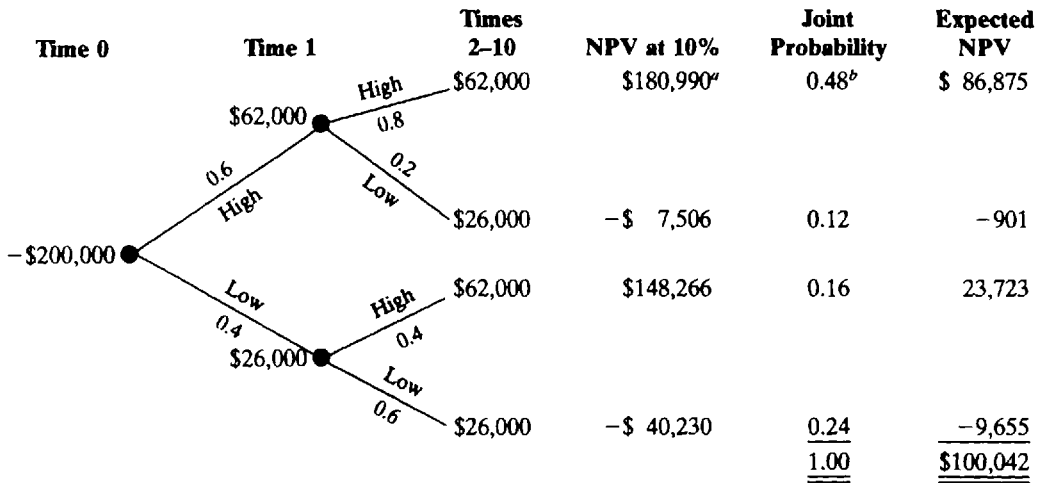 Times Joint Expected
Time 0 Time 1 2–10 NPV at 10% Probability NPV
High $62,000 $180,990a 0.48b $ 86,875
$62,000 0.8
0.6 0.2
High Low
$26,000 −$ 7,506 0.12 −901
−$200,000
Low High $62,000 $148,266 0.16 23,723
0.4 0.4
$26,000 Low
0.6 $26,000 −$ 40,230 0.24 −9,655
1.00 $100,042